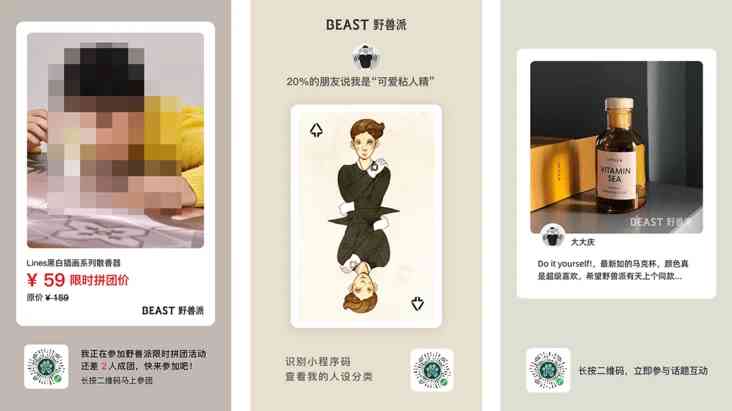 Lines黑白插画系列散香器
¥ 59 限时拼团价
原价 ¥ 159
BEAST 野兽派
我正在参加野兽派限时拼团活动
还差 2 人成团，快来参加吧！
长按二维码马上参团
BEAST 野兽派
20%的朋友说我是“可爱粘人精”
识别小程序码
查看我的人设分类
VITAMIN
SEA
BEAST 野兽派
大大庆
Do it yourself!，最新如的马克杯，颜色真
是超级喜欢，希望野兽派有天上个同款...
长按二维码，立即参与话题互动